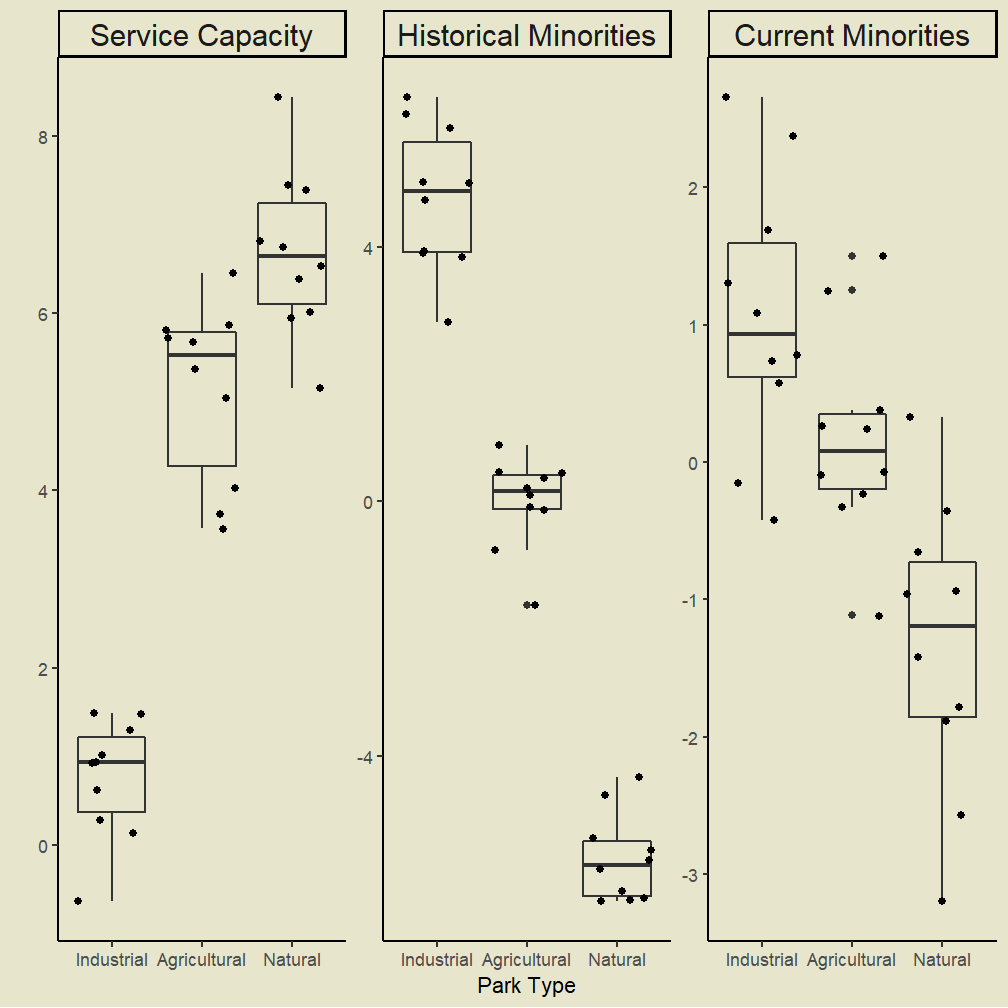 Service Capacity
Historical Minorities
Current Minorities
8
6
4
2
0
4
0
-4
2
1
0
-1
-2
-3
Industrial Agricultural Natural
Industrial Agricultural Natural
Industrial Agricultural Natural
Park Type